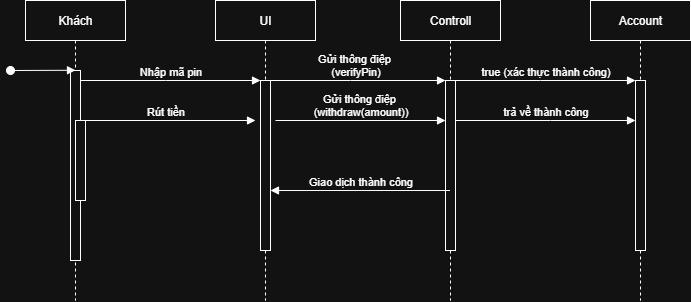 Khách
UI
Controll
Account
Nhập mã pin
Gửi thông điệp
(verifyPin)
true (xác thực thành công)
Rút tiền
Gửi thông điệp
(withdraw(amount))
trả về thành công
Giao dịch thành công